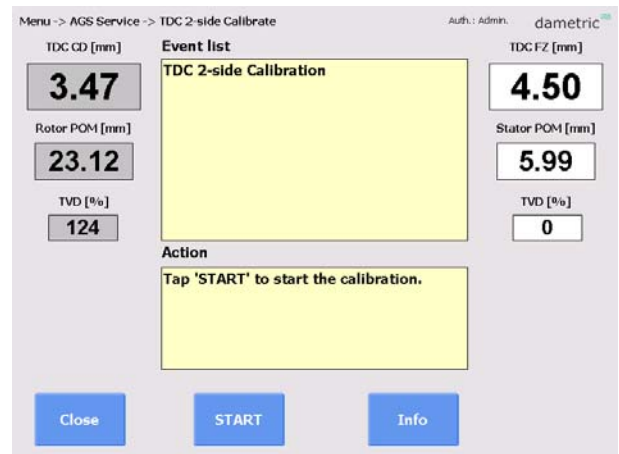 Menu -> AGS Service -> TDC 2-side Calibrate
Auth.: Admin.
dametric
TDC CD [mm]
Event list
TDC FZ [mm]
3.47
TDC 2-side Calibration
4.50
Rotor POM [mm]
Stator POM [mm]
23.12
5.99
TVD [%]
TVD [%]
124
0
Action
Tap 'START' to start the calibration.
Close
START
Info